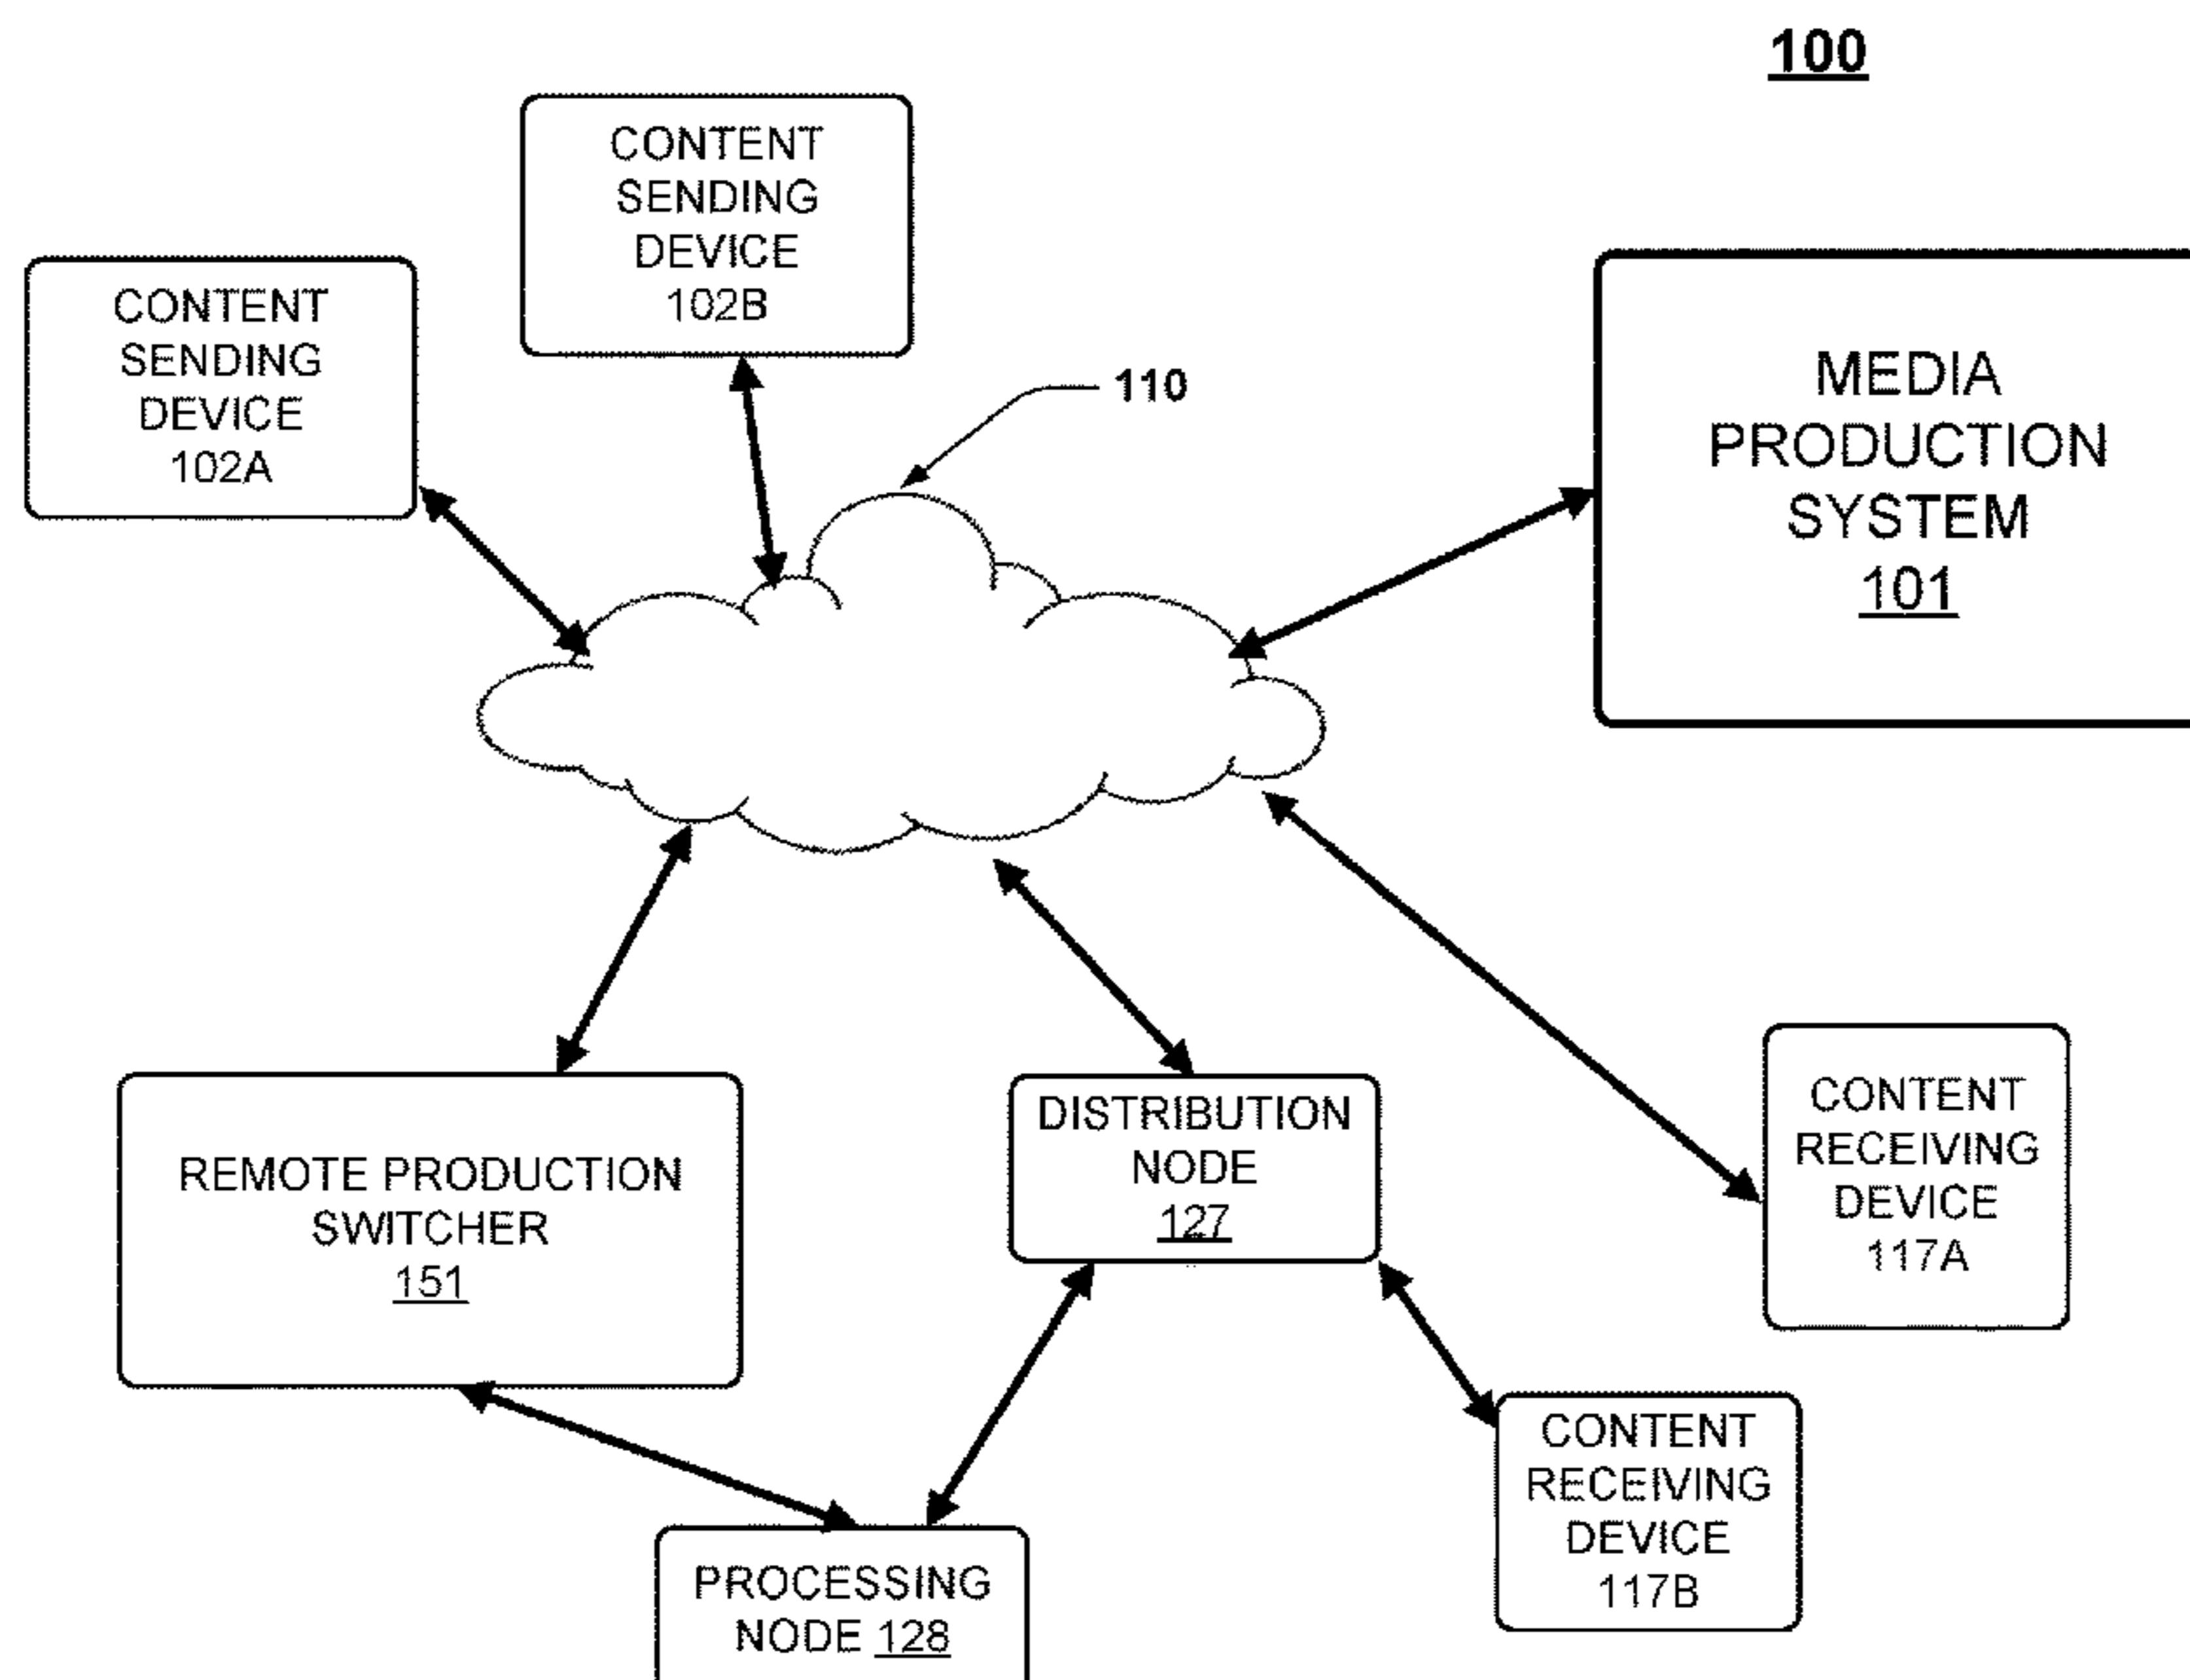 100
CONTENT
SENDING
DEVICE
102B
CONTENT
SENDING
DEVICE
102A
110
MEDIA
PRODUCTION
SYSTEM
101
REMOTE PRODUCTION
SWITCHER
151
DISTRIBUTION
NODE
127
CONTENT
RECEIVING
DEVICE
117A
CONTENT
RECEIVING
DEVICE
117B
PROCESSING
NODE 128